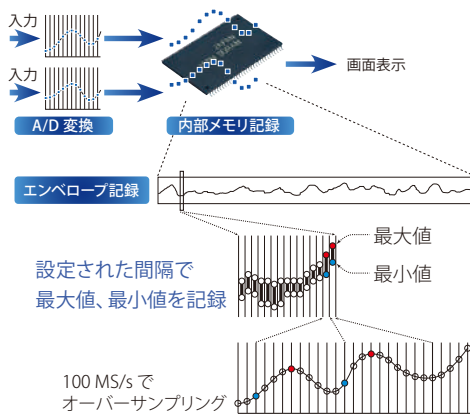 入力
入力
画面表示
A/D 変換
内部メモリ記録
エンベロープ記録
最大値
最小値
設定された間隔で
最大値、最小値を記録
100 MS/s で
オーバーサンプリング